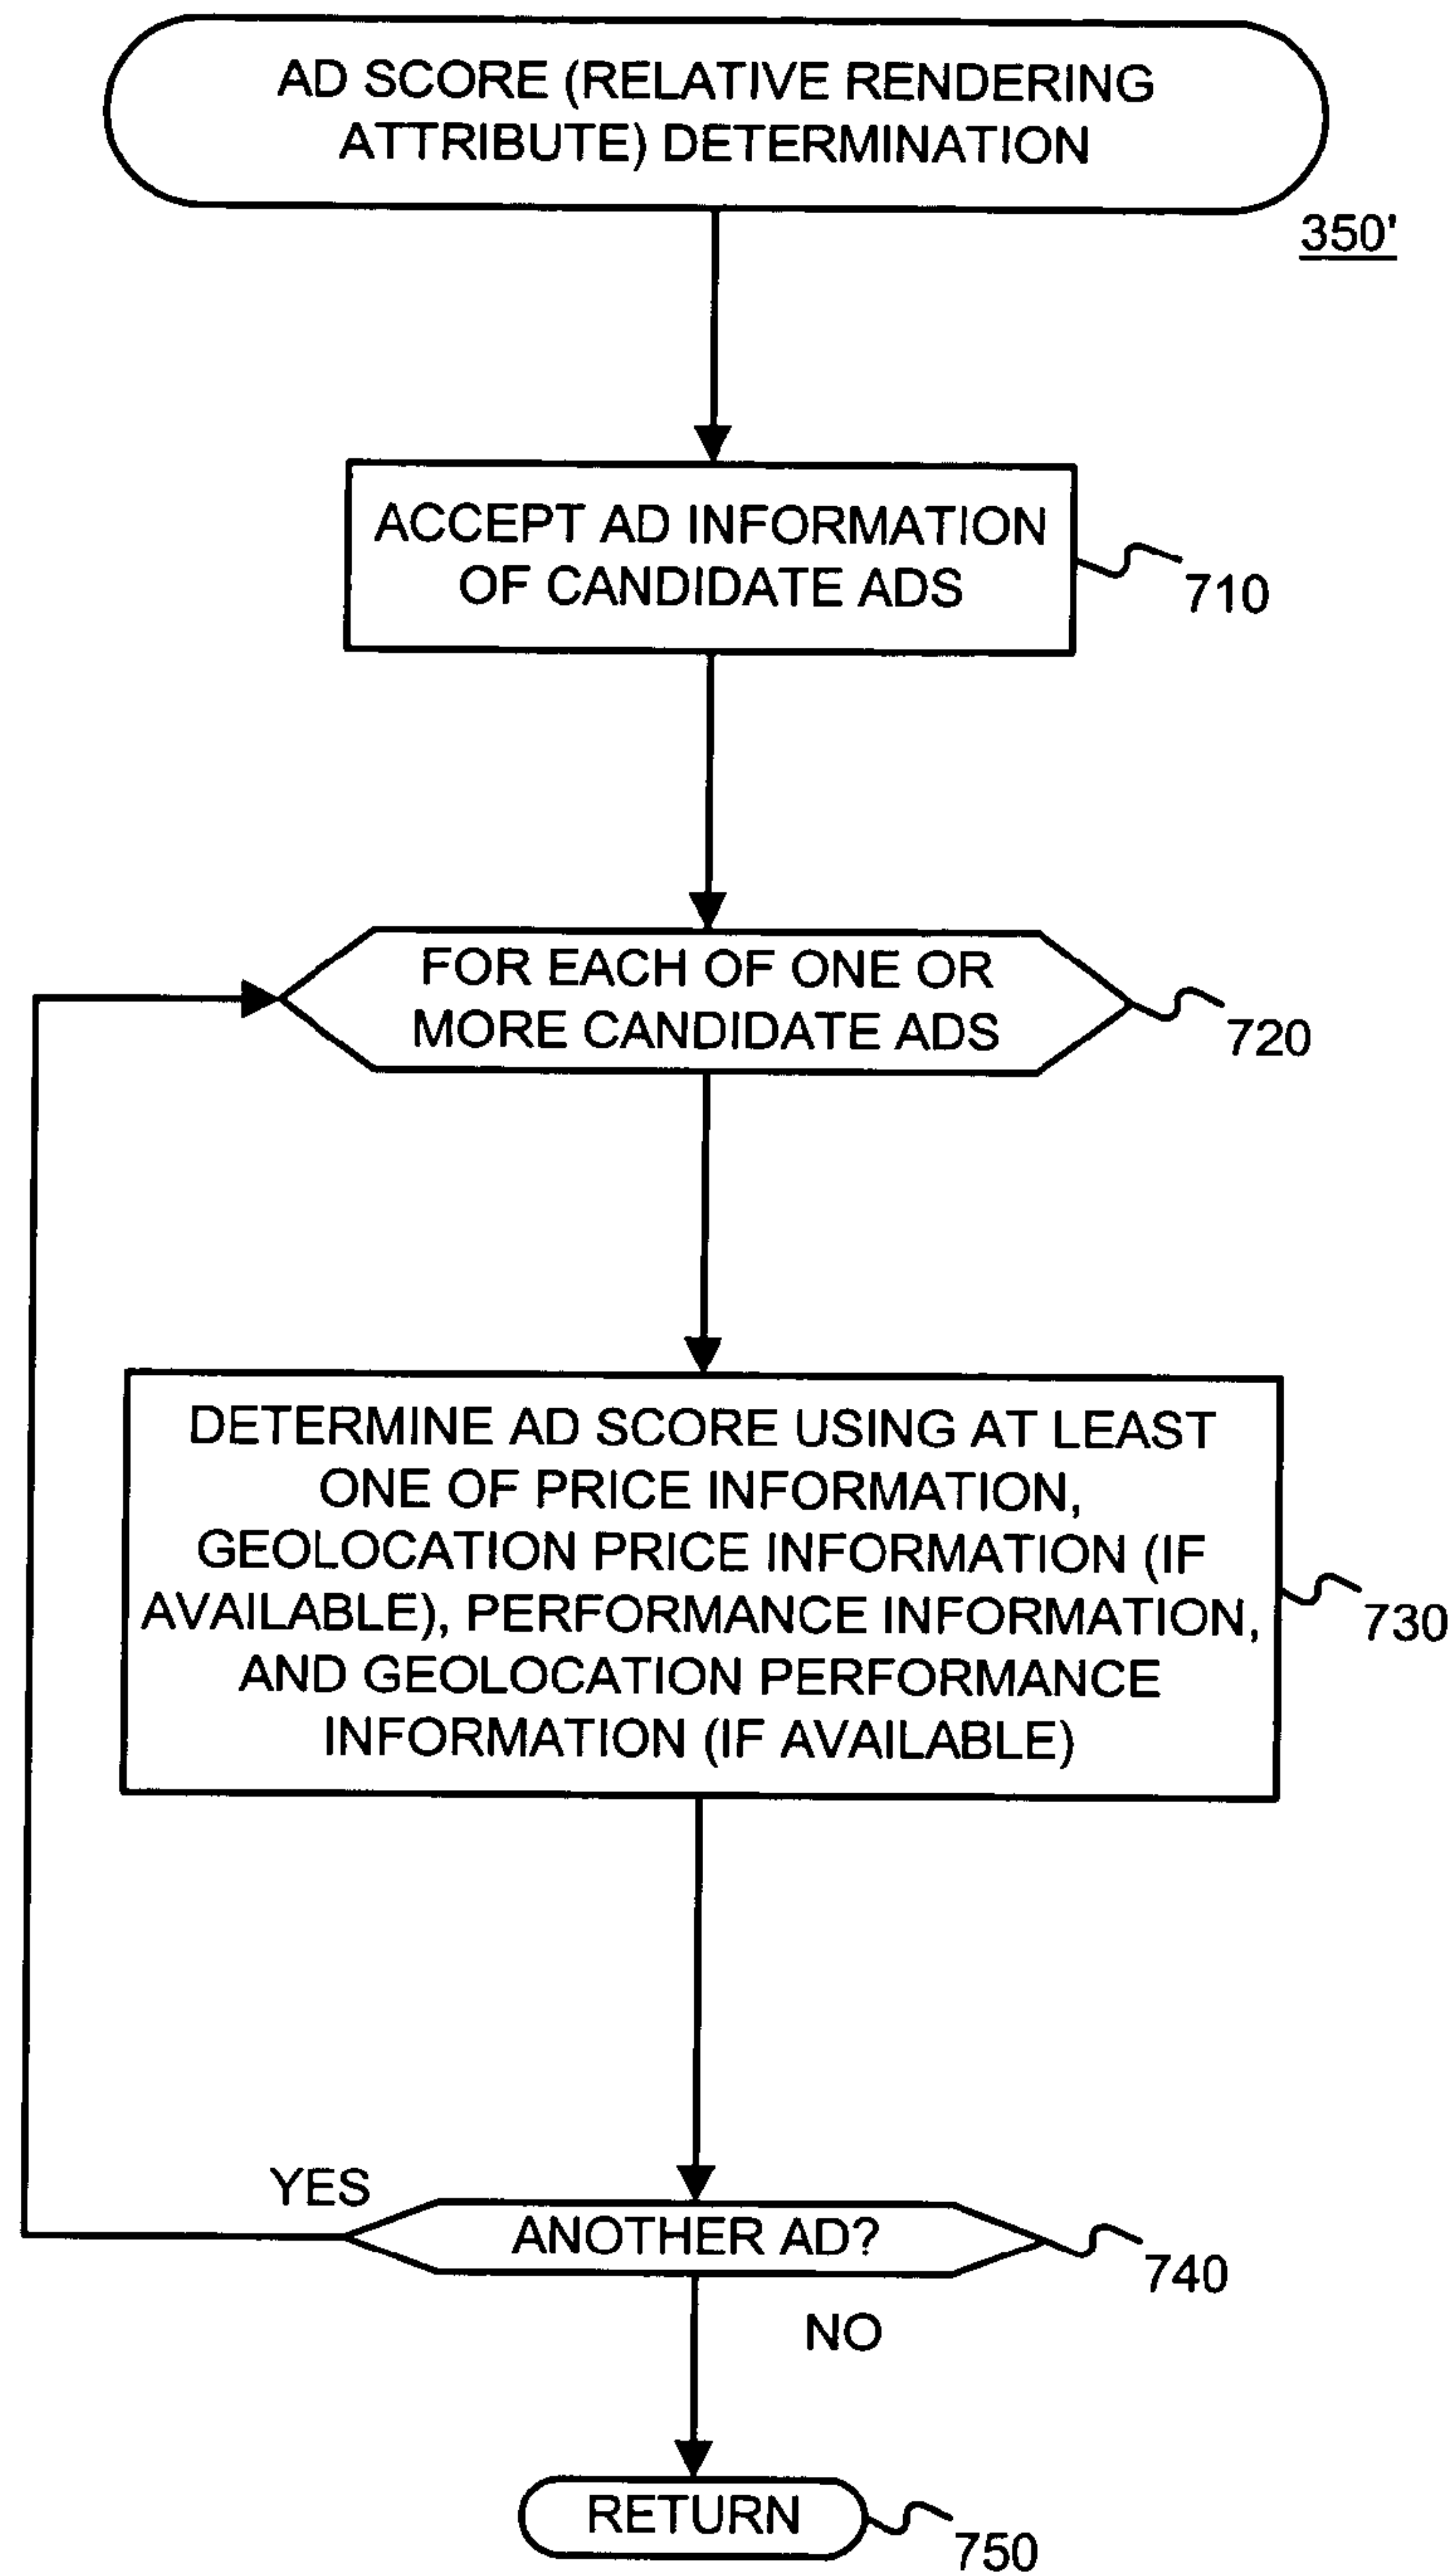 AD SCORE (RELATIVE RENDERING
ATTRIBUTE) DETERMINATION
350'
ACCEPT AD INFORMATION
OF CANDIDATE ADS
710
FOR EACH OF ONE OR
MORE CANDIDATE ADS
720
DETERMINE AD SCORE USING AT LEAST
ONE OF PRICE INFORMATION,
GEOLOCATION PRICE INFORMATION (IF
AVAILABLE), PERFORMANCE INFORMATION,
AND GEOLOCATION PERFORMANCE
INFORMATION (IF AVAILABLE)
730
YES
ANOTHER AD?
740
NO
RETURN
750